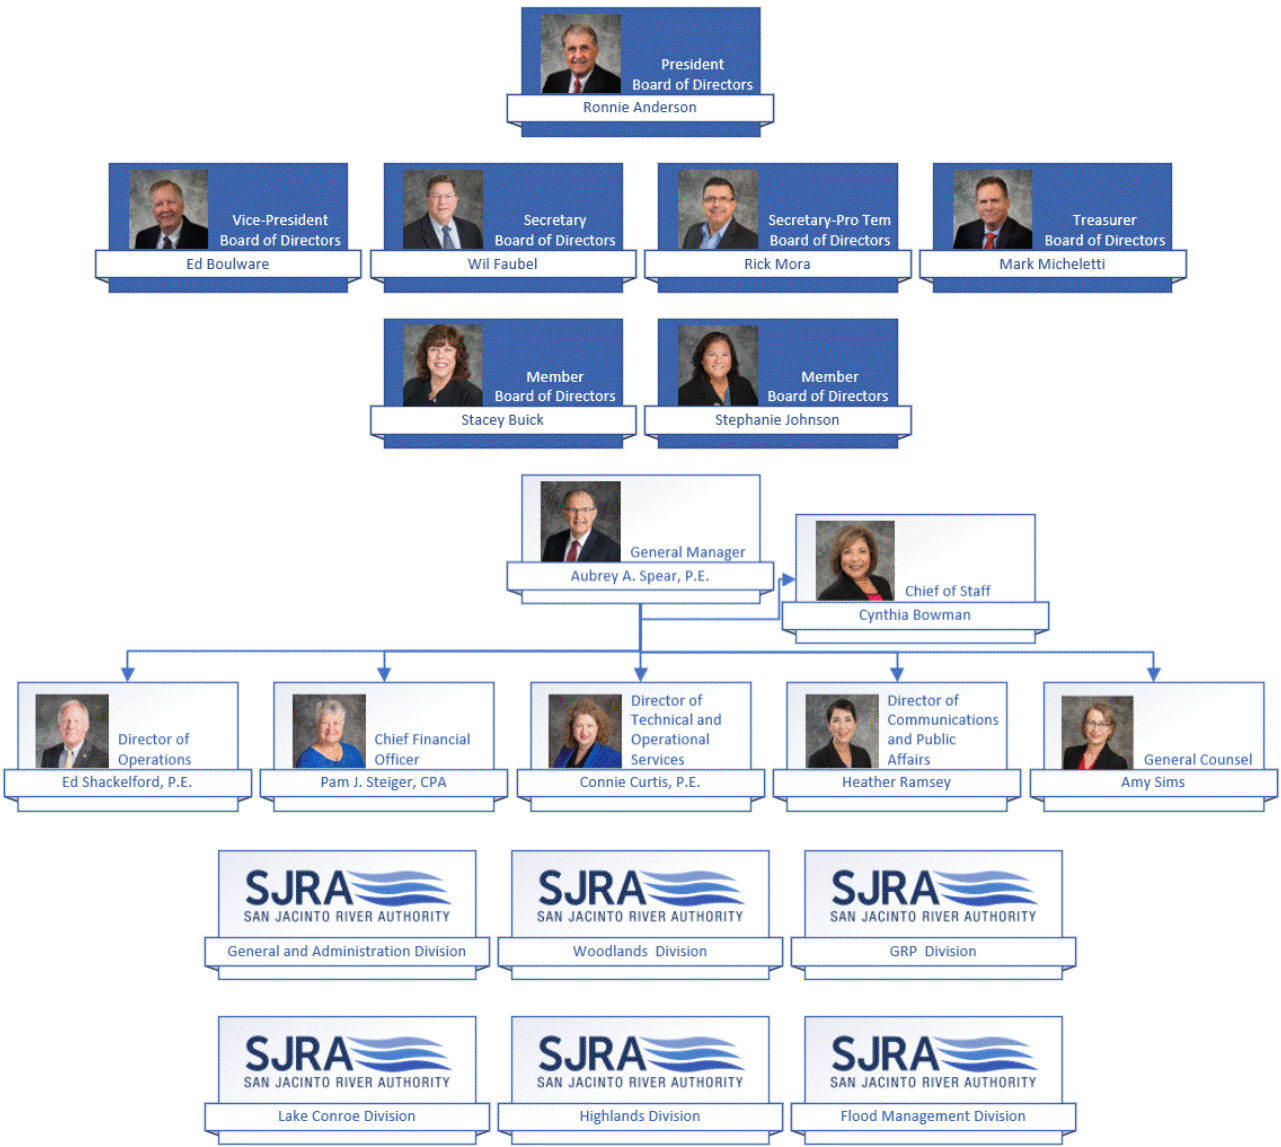 President
Board of Directors
Ronnie Anderson
Vice-President
Board of Directors
Ed Boulware
Secretary
Board of Directors
Wil Faubel
Secretary-Pro Tem
Board of Directors
Rick Mora
Treasurer
Board of Directors
Mark Micheletti
Member
Board of Directors
Stacey Buick
Member
Board of Directors
Stephanie Johnson
General Manager
Aubrey A. Spear, P.E.
Chief of Staff
Cynthia Bowman
Director of
Operations
Ed Shackelford, P.E.
Chief Financial
Officer
Pam J. Steiger, CPA
Director of
Technical and
Operational
Services
Connie Curtis, P.E.
Director of
Communications
and Public
Affairs
Heather Ramsey
General Counsel
Amy Sims
SJRA
SAN JACINTO RIVER AUTHORITY
General and Administration Division
SJRA
SAN JACINTO RIVER AUTHORITY
Woodlands Division
SJRA
SAN JACINTO RIVER AUTHORITY
GRP Division
SJRA
SAN JACINTO RIVER AUTHORITY
Lake Conroe Division
SJRA
SAN JACINTO RIVER AUTHORITY
Highlands Division
SJRA
SAN JACINTO RIVER AUTHORITY
Flood Management Division